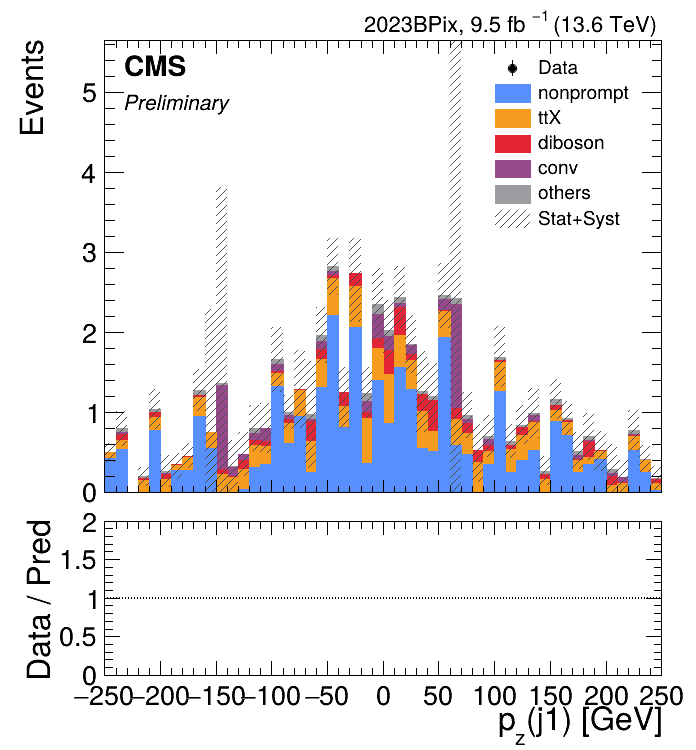 2023BPix, 9.5 fb⁻¹ (13.6 TeV)
CMS
Preliminary
Data
nonprompt
ttX
diboson
conv
others
Stat+Syst
Events
5
4
3
2
1
0
Data / Pred
2
1.5
1
0.5
0
−250 −200 −150 −100 −50 0 50 100 150 200 250
p_z(j1) [GeV]